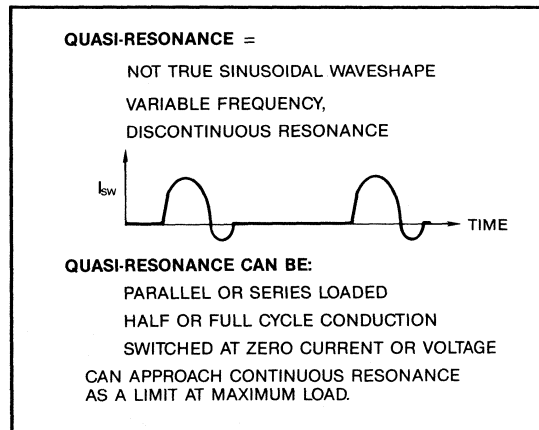 QUASI-RESONANCE =
NOT TRUE SINUSOIDAL WAVESHAPE
VARIABLE FREQUENCY,
DISCONTINUOUS RESONANCE
ISW
TIME
QUASI-RESONANCE CAN BE:
PARALLEL OR SERIES LOADED
HALF OR FULL CYCLE CONDUCTION
SWITCHED AT ZERO CURRENT OR VOLTAGE
CAN APPROACH CONTINUOUS RESONANCE
AS A LIMIT AT MAXIMUM LOAD.